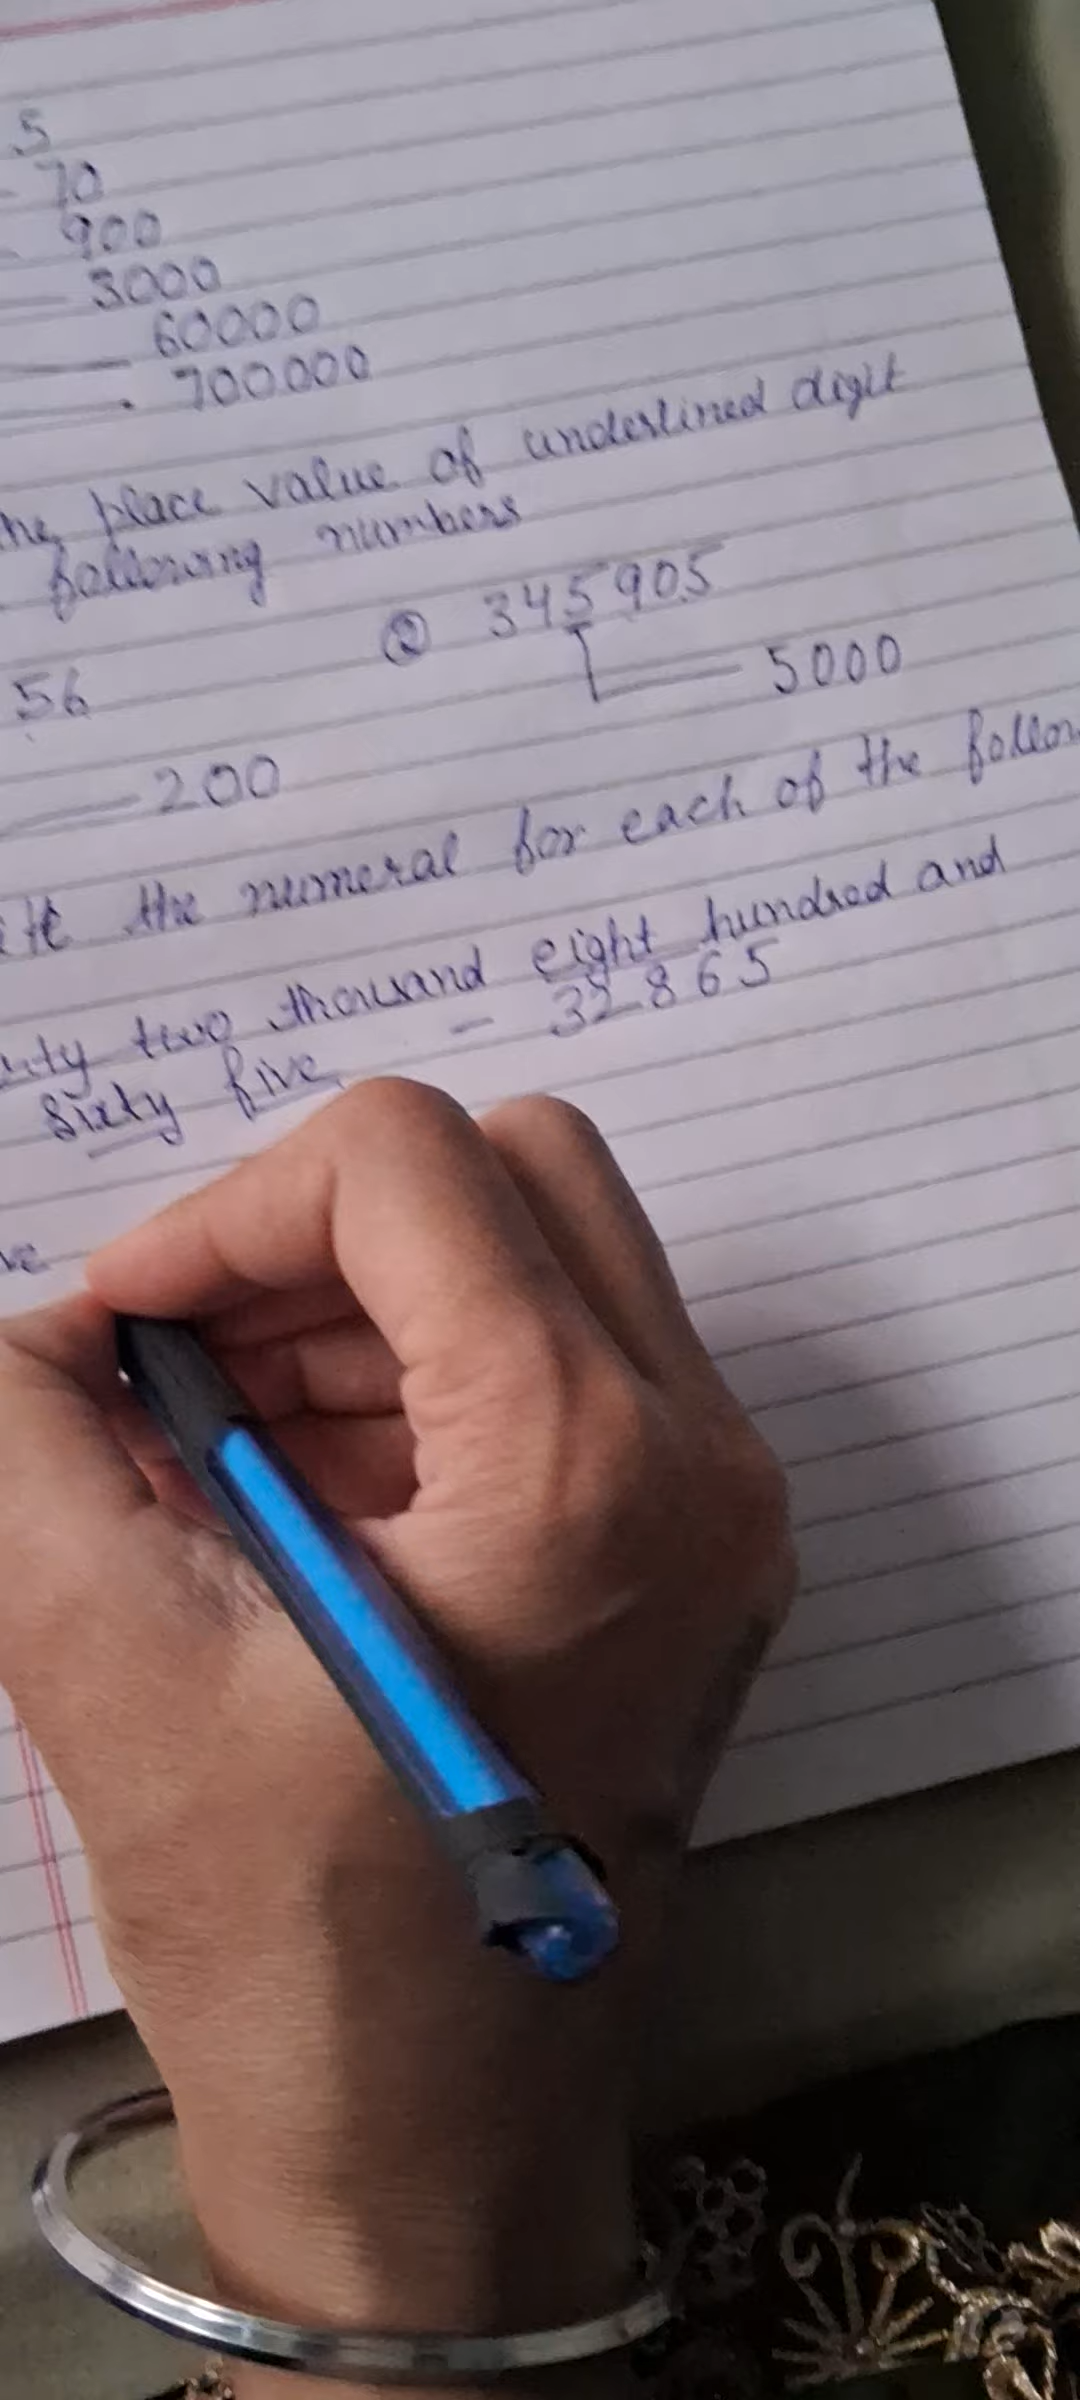 5
- 70
900
3000
60000
700000
place value of underlined digit
following numbers
② 345905
5000
56
200
the numeral for each of the
two thousand eight hundred and
sixty five - 32865